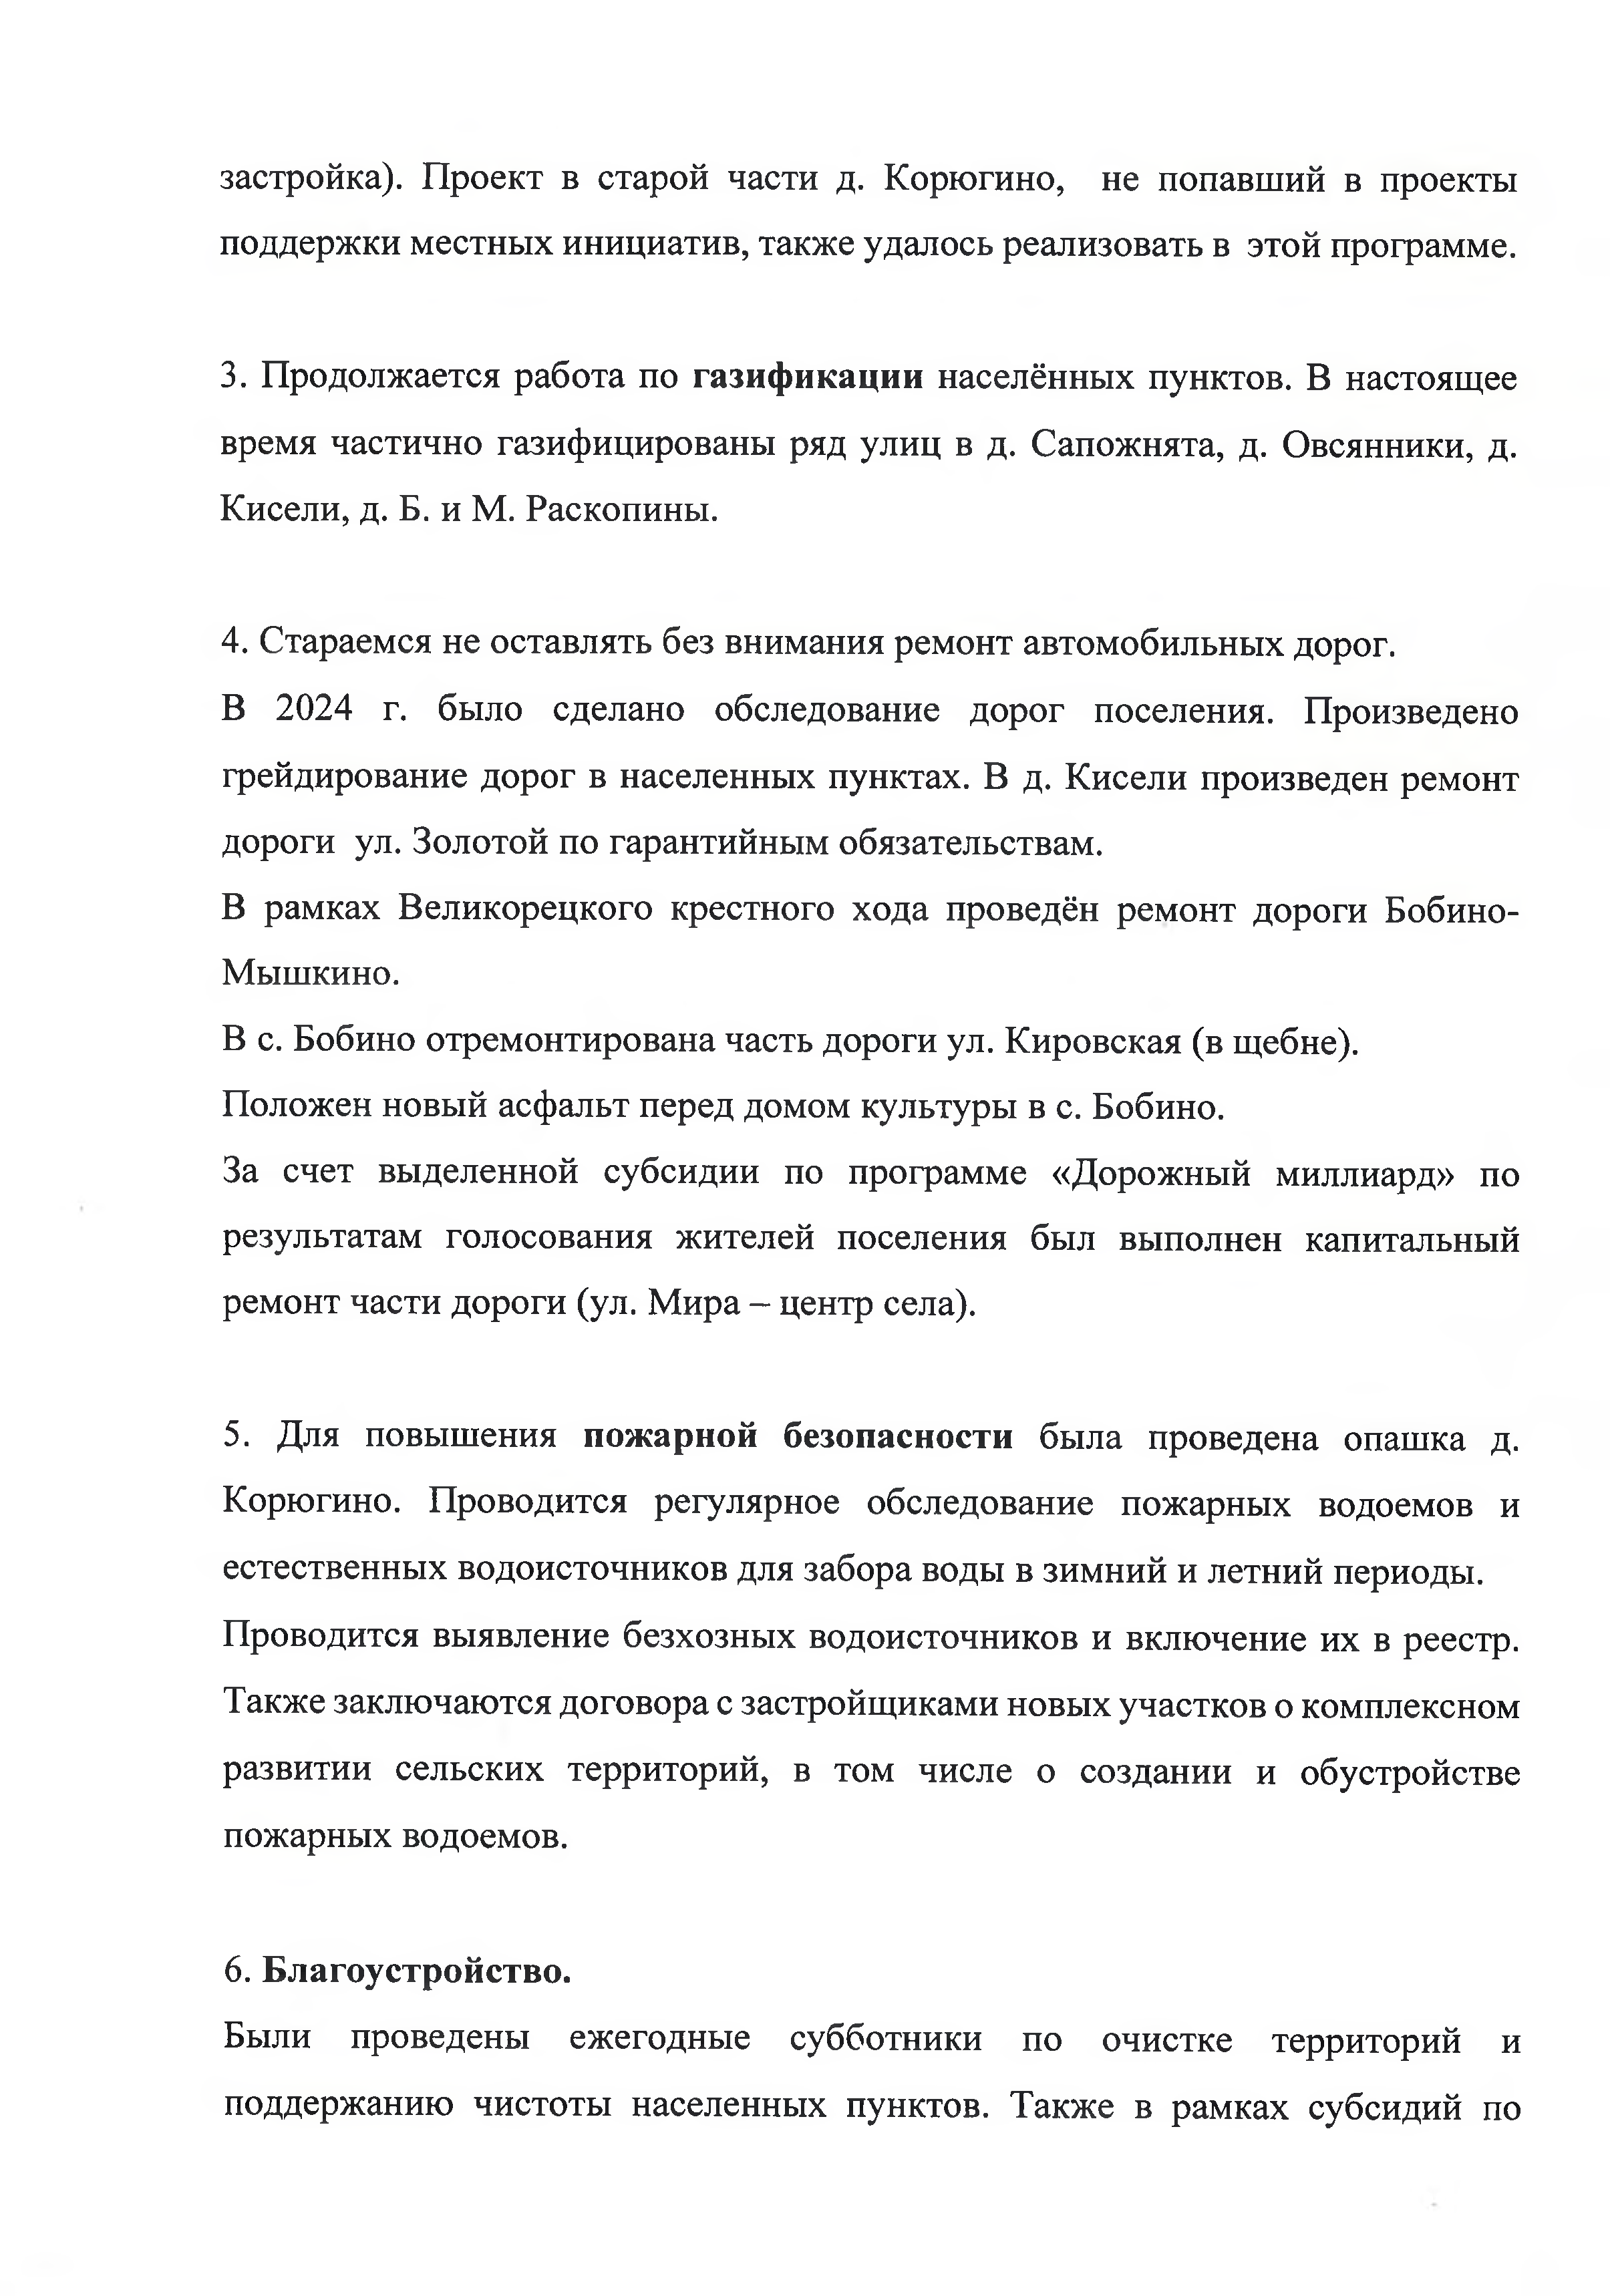 застройка). Проект в старой части д. Корюгино, не попавший в проекты
поддержки местных инициатив, также удалось реализовать в этой программе.
3. Продолжается работа по газификации населённых пунктов. В настоящее
время частично газифицированы ряд улиц в д. Сапожнята, д. Овсянники, д.
Кисели, д. Б. и М. Раскопины.
4. Стараемся не оставлять без внимания ремонт автомобильных дорог.
В 2024 г. было сделано обследование дорог поселения. Произведено
грейдирование дорог в населенных пунктах. В д. Кисели произведен ремонт
дороги ул. Золотой по гарантийным обязательствам.
В рамках Великорецкого крестного хода проведён ремонт дороги Бобино-
Мышкино.
В с. Бобино отремонтирована часть дороги ул. Кировская (в щебне).
Положен новый асфальт перед домом культуры в с. Бобино.
За счет выделенной субсидии по программе «Дорожный миллиард» по
результатам голосования жителей поселения был выполнен капитальный
ремонт части дороги (ул. Мира – центр села).
5. Для повышения пожарной безопасности была проведена опашка д.
Корюгино. Проводится регулярное обследование пожарных водоемов и
естественных водоисточников для забора воды в зимний и летний периоды.
Проводится выявление безхозных водоисточников и включение их в реестр.
Также заключаются договора с застройщиками новых участков о комплексном
развитии сельских территорий, в том числе о создании и обустройстве
пожарных водоемов.
6. Благоустройство.
Были проведены ежегодные субботники по очистке территорий и
поддержанию чистоты населенных пунктов. Также в рамках субсидий по